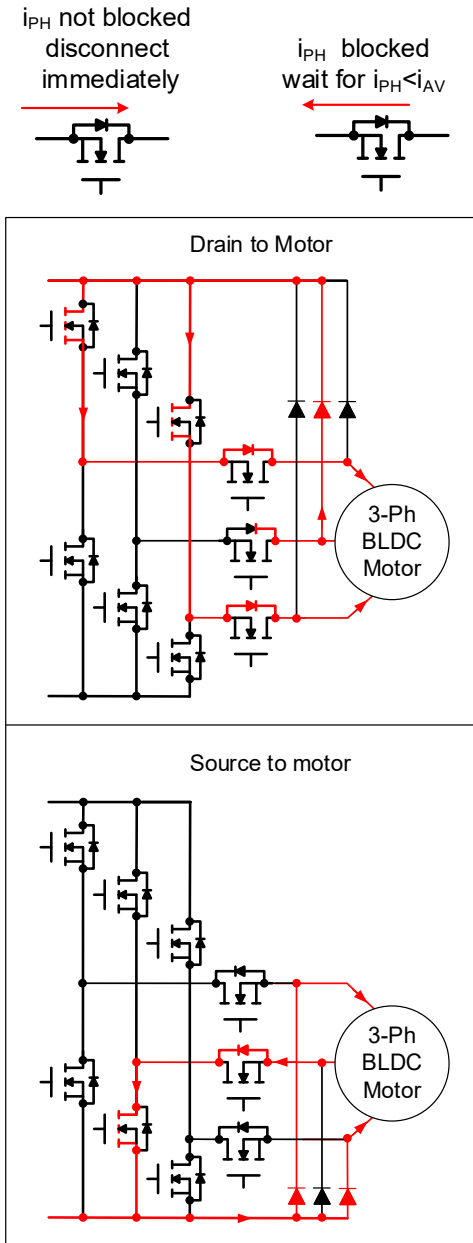 iPH not blocked
disconnect
immediately
iPH blocked
wait for iPH<iAV
Drain to Motor
3-Ph
BLDC
Motor
Source to motor
3-Ph
BLDC
Motor